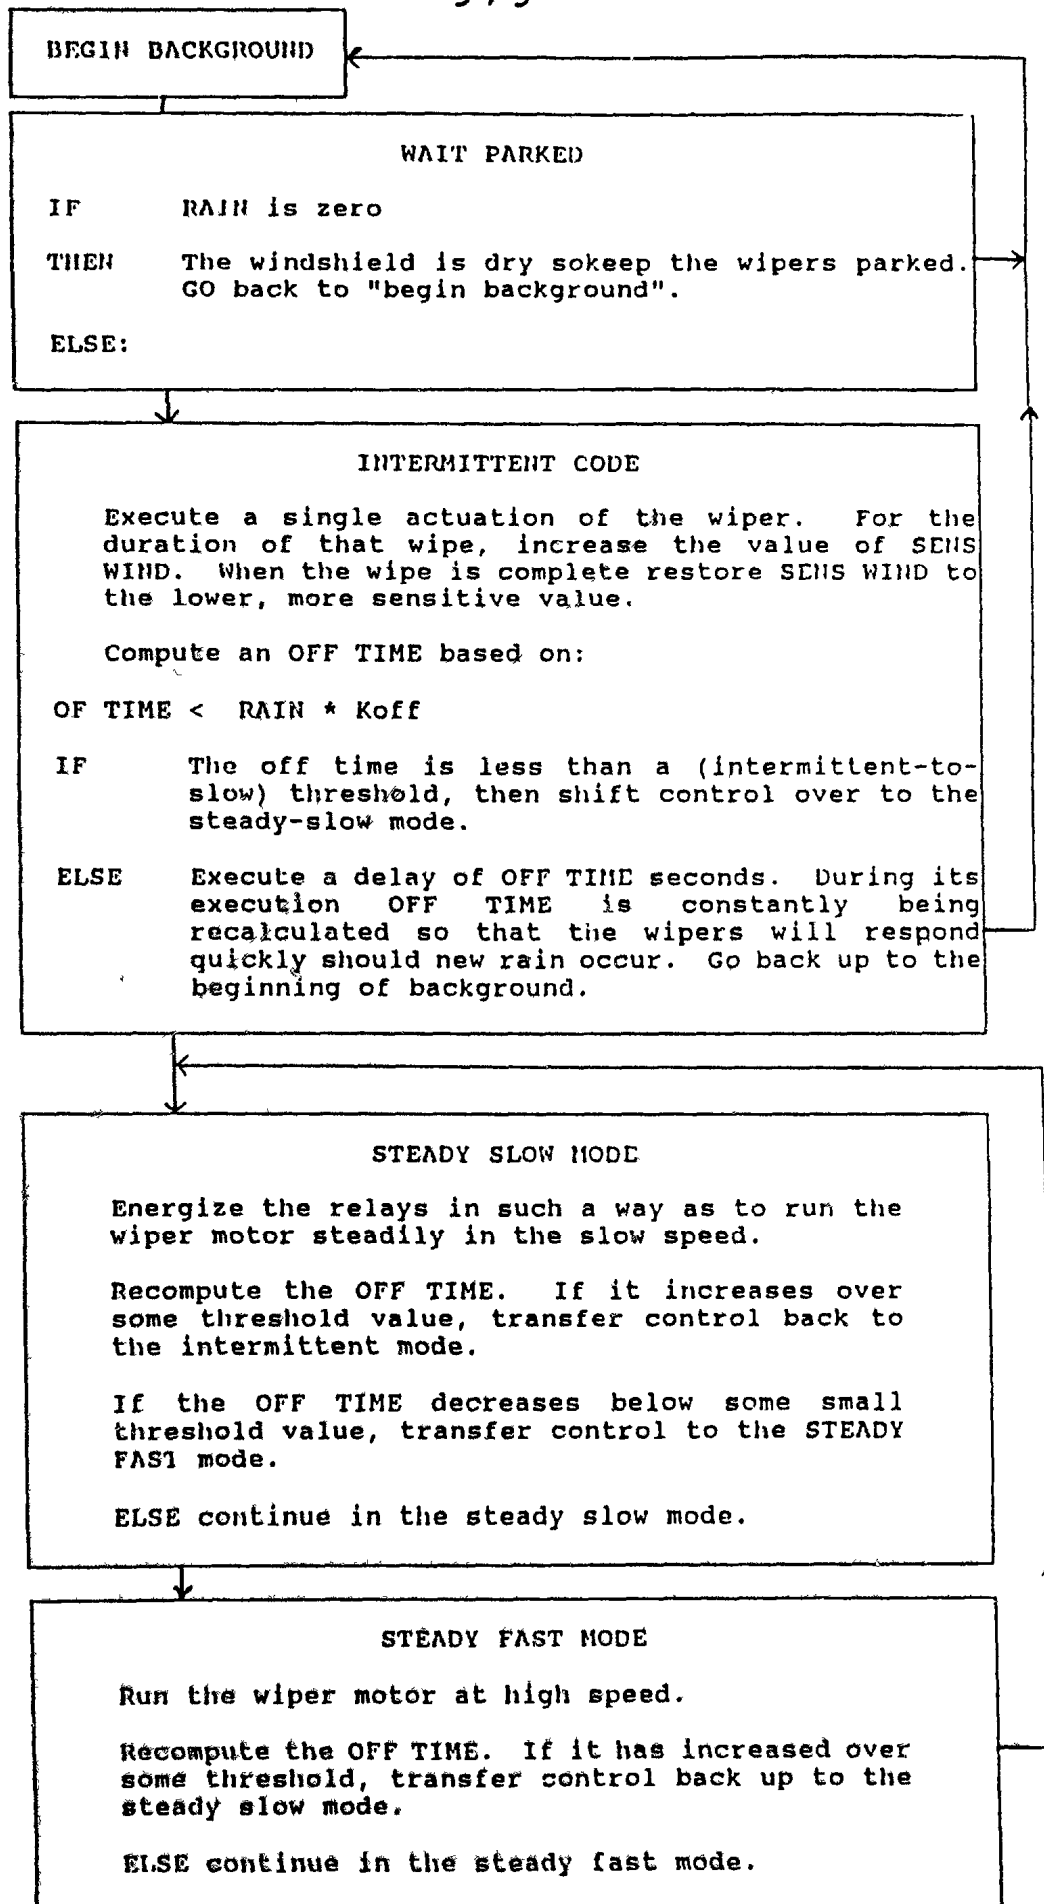 BEGIN BACKGROUND
WAIT PARKED
IF RAIN is zero
THEN The windshield is dry sokeep the wipers parked.
GO back to "begin background".
ELSE:
INTERMITTENT CODE
Execute a single actuation of the wiper. For the
duration of that wipe, increase the value of SENS
WIND. When the wipe is complete restore SENS WIND to
the lower, more sensitive value.
Compute an OFF TIME based on:
OF TIME < RAIN * Koff
IF The off time is less than a (intermittent-to-
slow) threshold, then shift control over to the
steady-slow mode.
ELSE Execute a delay of OFF TIME seconds. During its
execution OFF TIME is constantly being
recalculated so that the wipers will respond
quickly should new rain occur. Go back up to the
beginning of background.
STEADY SLOW MODE
Energize the relays in such a way as to run the
wiper motor steadily in the slow speed.
Recompute the OFF TIME. If it increases over
some threshold value, transfer control back to
the intermittent mode.
If the OFF TIME decreases below some small
threshold value, transfer control to the STEADY
FAST mode.
ELSE continue in the steady slow mode.
STEADY FAST MODE
Run the wiper motor at high speed.
Recompute the OFF TIME. If it has increased over
some threshold, transfer control back up to the
steady slow mode.
ELSE continue in the steady fast mode.